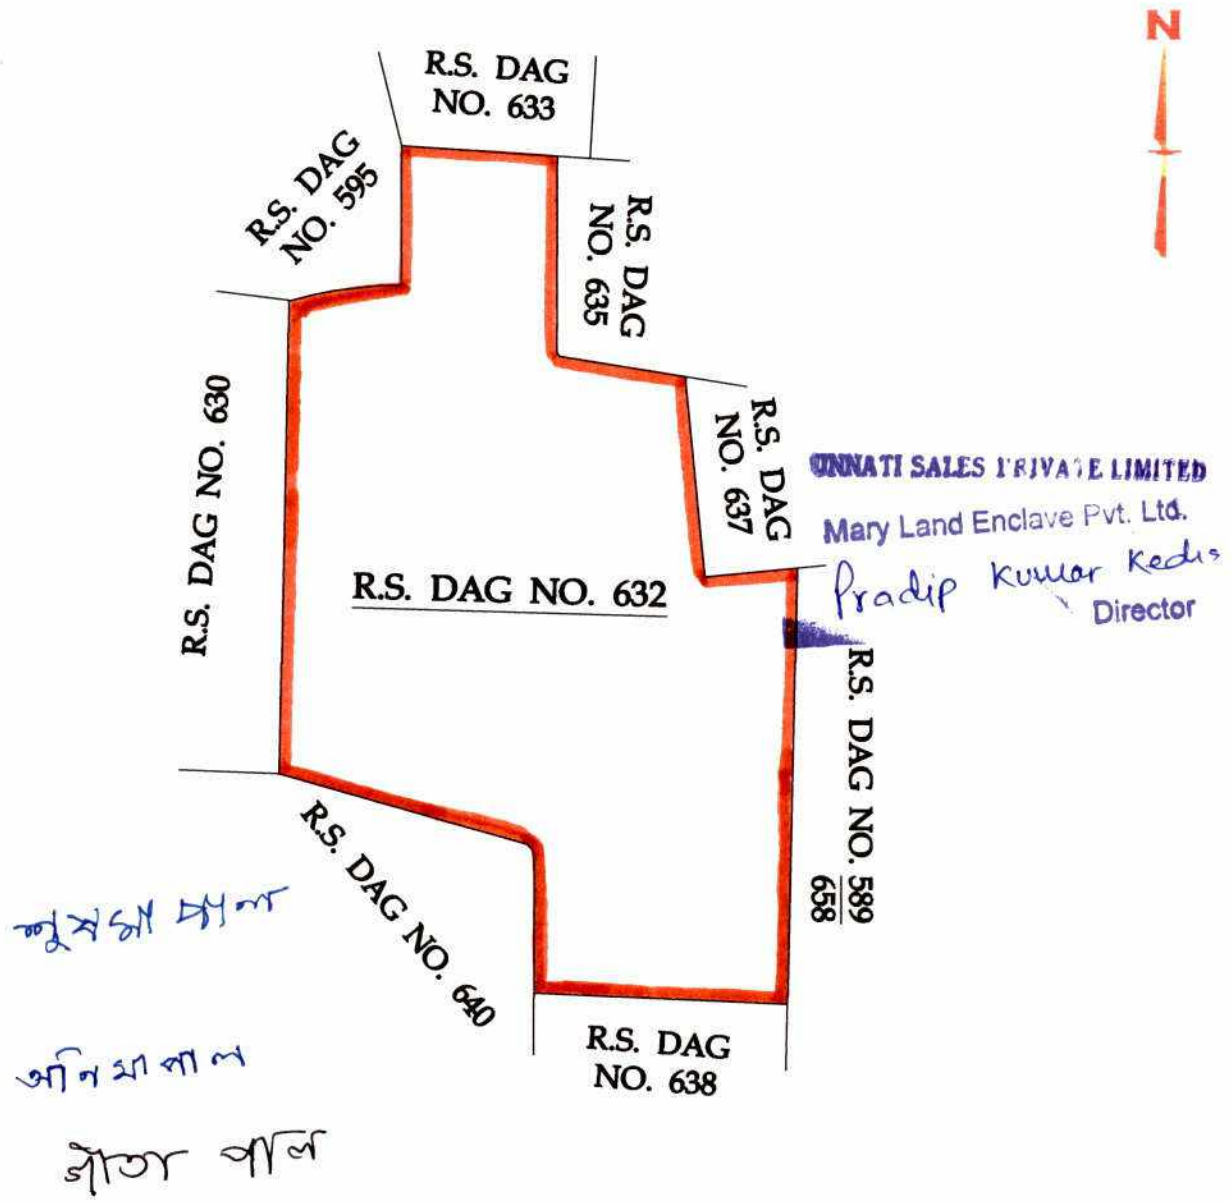 N
R.S. DAG
NO. 633
R.S. DAG
NO. 595
R.S. DAG
NO. 635
R.S. DAG NO. 630
R.S. DAG
NO. 637
UNNATI SALES PRIVATE LIMITED
Mary Land Enclave Pvt. Ltd.
Pradip Kumar
Director
R.S. DAG NO. 632
R.S. DAG NO. 589
658
R.S. DAG NO. 640
R.S. DAG
NO. 638
সুষমা পাল
অনিমা পাল
গীতা পাল